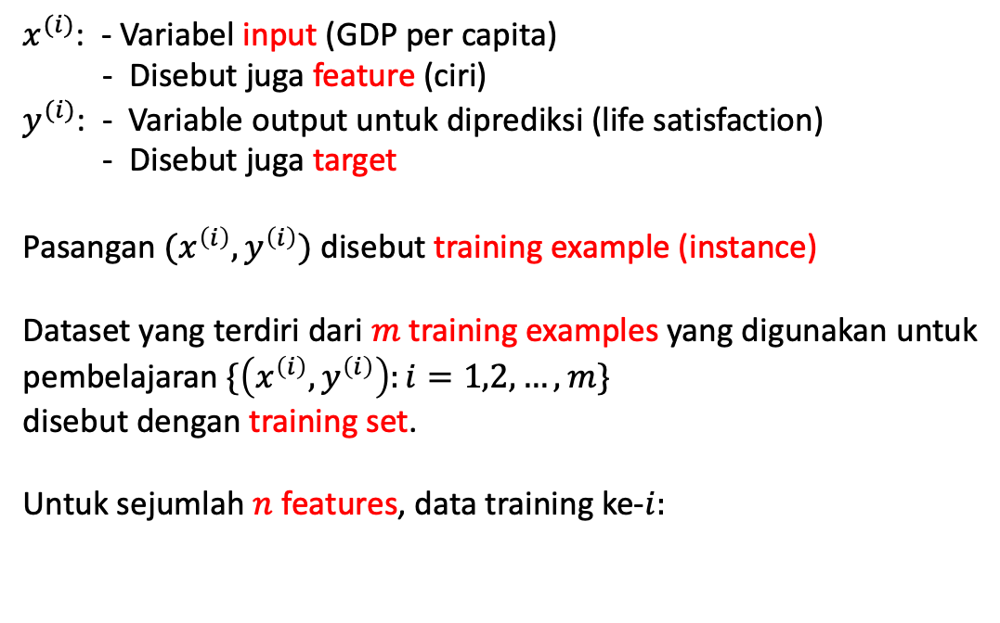 x⁽ⁱ⁾: - Variabel input (GDP per capita)
- Disebut juga feature (ciri)
y⁽ⁱ⁾: - Variable output untuk diprediksi (life satisfaction)
- Disebut juga target
Pasangan (x⁽ⁱ⁾, y⁽ⁱ⁾) disebut training example (instance)
Dataset yang terdiri dari m training examples yang digunakan untuk
pembelajaran {(x⁽ⁱ⁾, y⁽ⁱ⁾): i = 1,2, …, m}
disebut dengan training set.
Untuk sejumlah n features, data training ke-i: